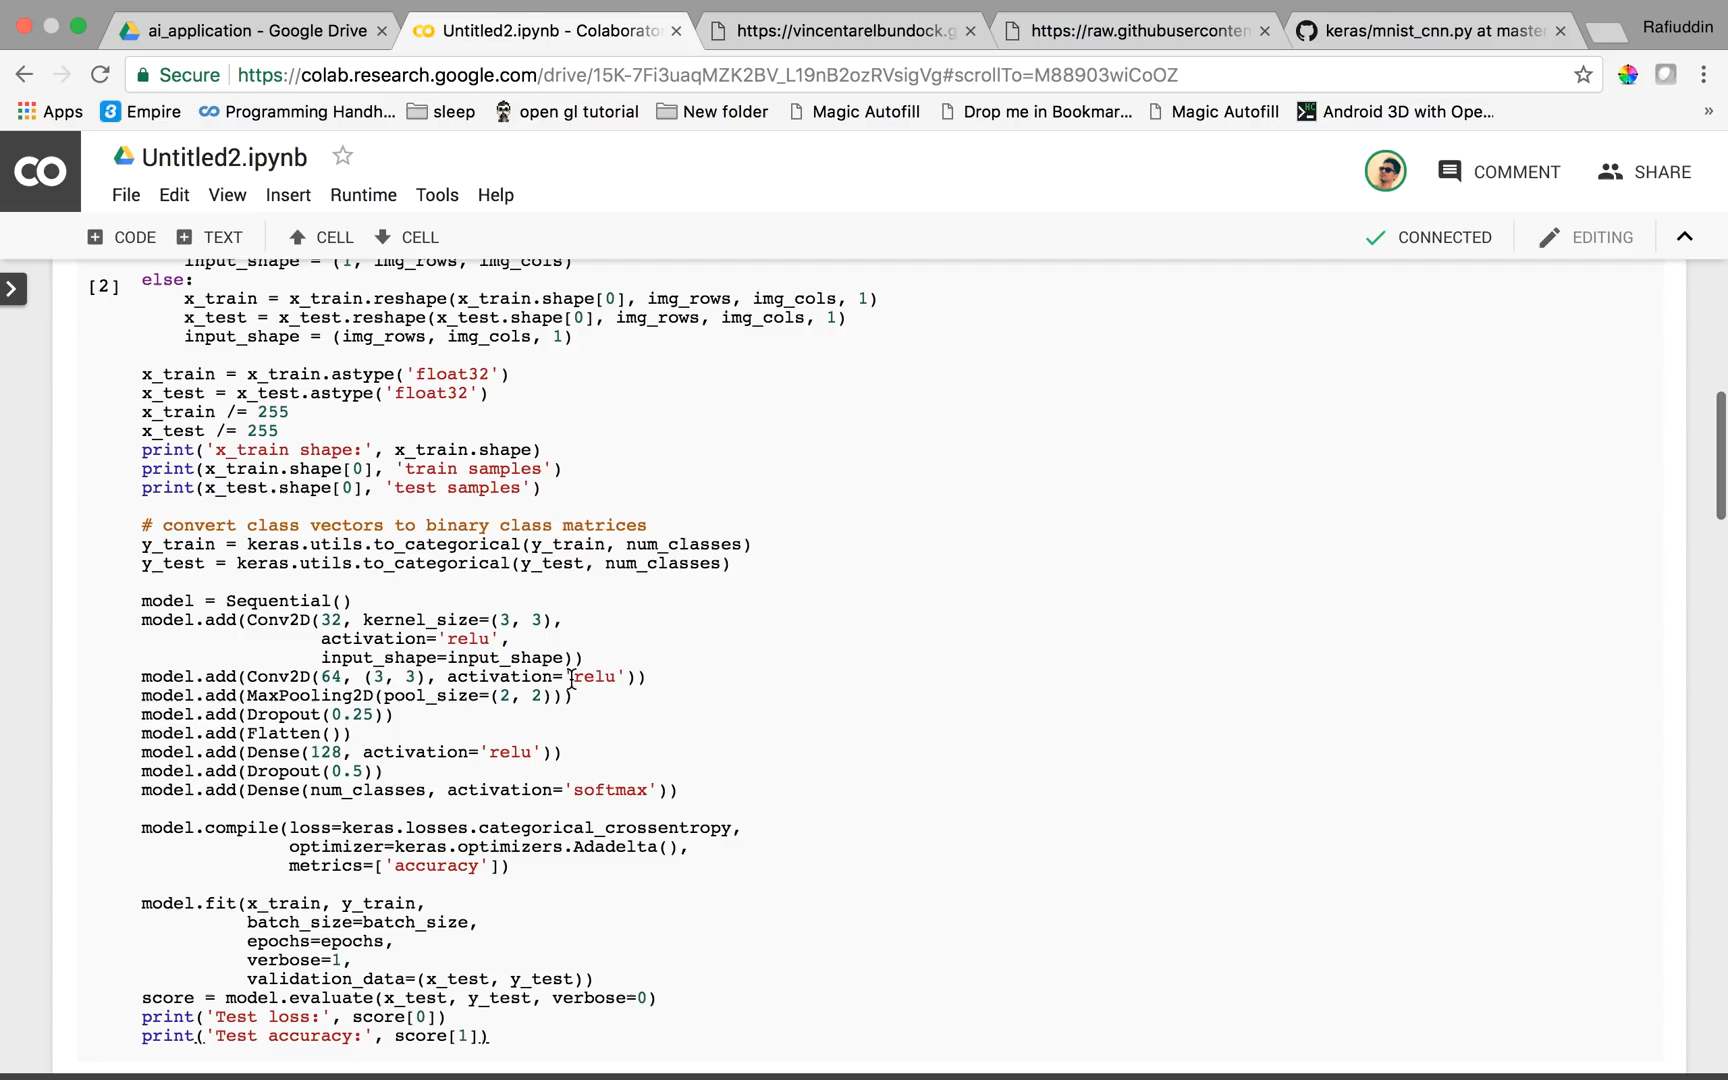 ai_application - Google Drive
Untitled2.ipynb - Colaborato
https://vincentarelbundock.g
https://raw.githubuserconten
keras/mnist_cnn.py at master
Rafiuddin
Secure
https://colab.research.google.com/drive/15K-7Fi3uaqMZK2BV_L19nB2ozRVsigVg#scrollTo=M88903wiCoOZ
Apps
Empire
Programming Handh...
sleep
open gl tutorial
New folder
Magic Autofill
Drop me in Bookmar...
Magic Autofill
Android 3D with Ope...
»
CO
Untitled2.ipynb
COMMENT
SHARE
File Edit View Insert Runtime Tools Help
CODE TEXT CELL CELL
CONNECTED
EDITING
input_shape = (1, img_rows, img_cols)
[2]
else:
x_train = x_train.reshape(x_train.shape[0], img_rows, img_cols, 1)
x_test = x_test.reshape(x_test.shape[0], img_rows, img_cols, 1)
input_shape = (img_rows, img_cols, 1)
x_train = x_train.astype('float32')
x_test = x_test.astype('float32')
x_train /= 255
x_test /= 255
print('x_train shape:', x_train.shape)
print(x_train.shape[0], 'train samples')
print(x_test.shape[0], 'test samples')
# convert class vectors to binary class matrices
y_train = keras.utils.to_categorical(y_train, num_classes)
y_test = keras.utils.to_categorical(y_test, num_classes)
model = Sequential()
model.add(Conv2D(32, kernel_size=(3, 3),
activation='relu',
input_shape=input_shape))
model.add(Conv2D(64, (3, 3), activation='relu'))
model.add(MaxPooling2D(pool_size=(2, 2)))
model.add(Dropout(0.25))
model.add(Flatten())
model.add(Dense(128, activation='relu'))
model.add(Dropout(0.5))
model.add(Dense(num_classes, activation='softmax'))
model.compile(loss=keras.losses.categorical_crossentropy,
optimizer=keras.optimizers.Adadelta(),
metrics=['accuracy'])
model.fit(x_train, y_train,
batch_size=batch_size,
epochs=epochs,
verbose=1,
validation_data=(x_test, y_test))
score = model.evaluate(x_test, y_test, verbose=0)
print('Test loss:', score[0])
print('Test accuracy:', score[1])